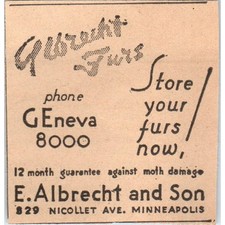 Albrecht
Furs
phone
GEneva
8000
Store
your
furs
now,
12 month guarantee against moth damage
E. Albrecht and Son
829 NICOLLET AVE. MINNEAPOLIS